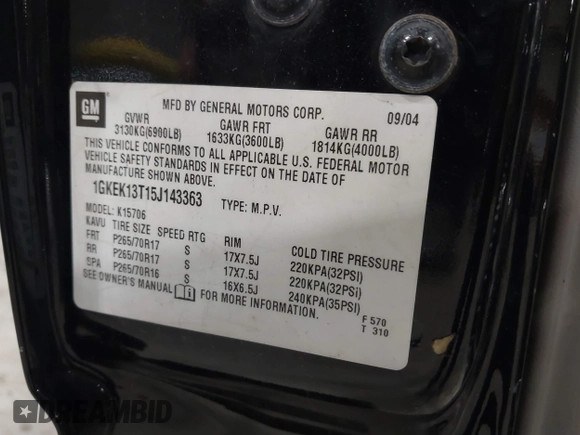 GM
MFD BY GENERAL MOTORS CORP. 09/04
GVWR GAWR FRT GAWR RR
3130KG(6900LB) 1633KG(3600LB) 1814KG(4000LB)
THIS VEHICLE CONFORMS TO ALL APPLICABLE U.S. FEDERAL MOTOR
VEHICLE SAFETY STANDARDS IN EFFECT ON THE DATE OF
MANUFACTURE SHOWN ABOVE.
1GKEK13T15J143363 TYPE: M.P.V.
MODEL: K15706
KAVU TIRE SIZE SPEED RTG RIM COLD TIRE PRESSURE
FRT P265/70R17 S 17X7.5J 220KPA(32PSI)
RR P265/70R17 S 17X7.5J 220KPA(32PSI)
SPA P265/70R16 S 16X6.5J 240KPA(35PSI)
SEE OWNER'S MANUAL FOR MORE INFORMATION.
F 570
T 310
DREAMBID